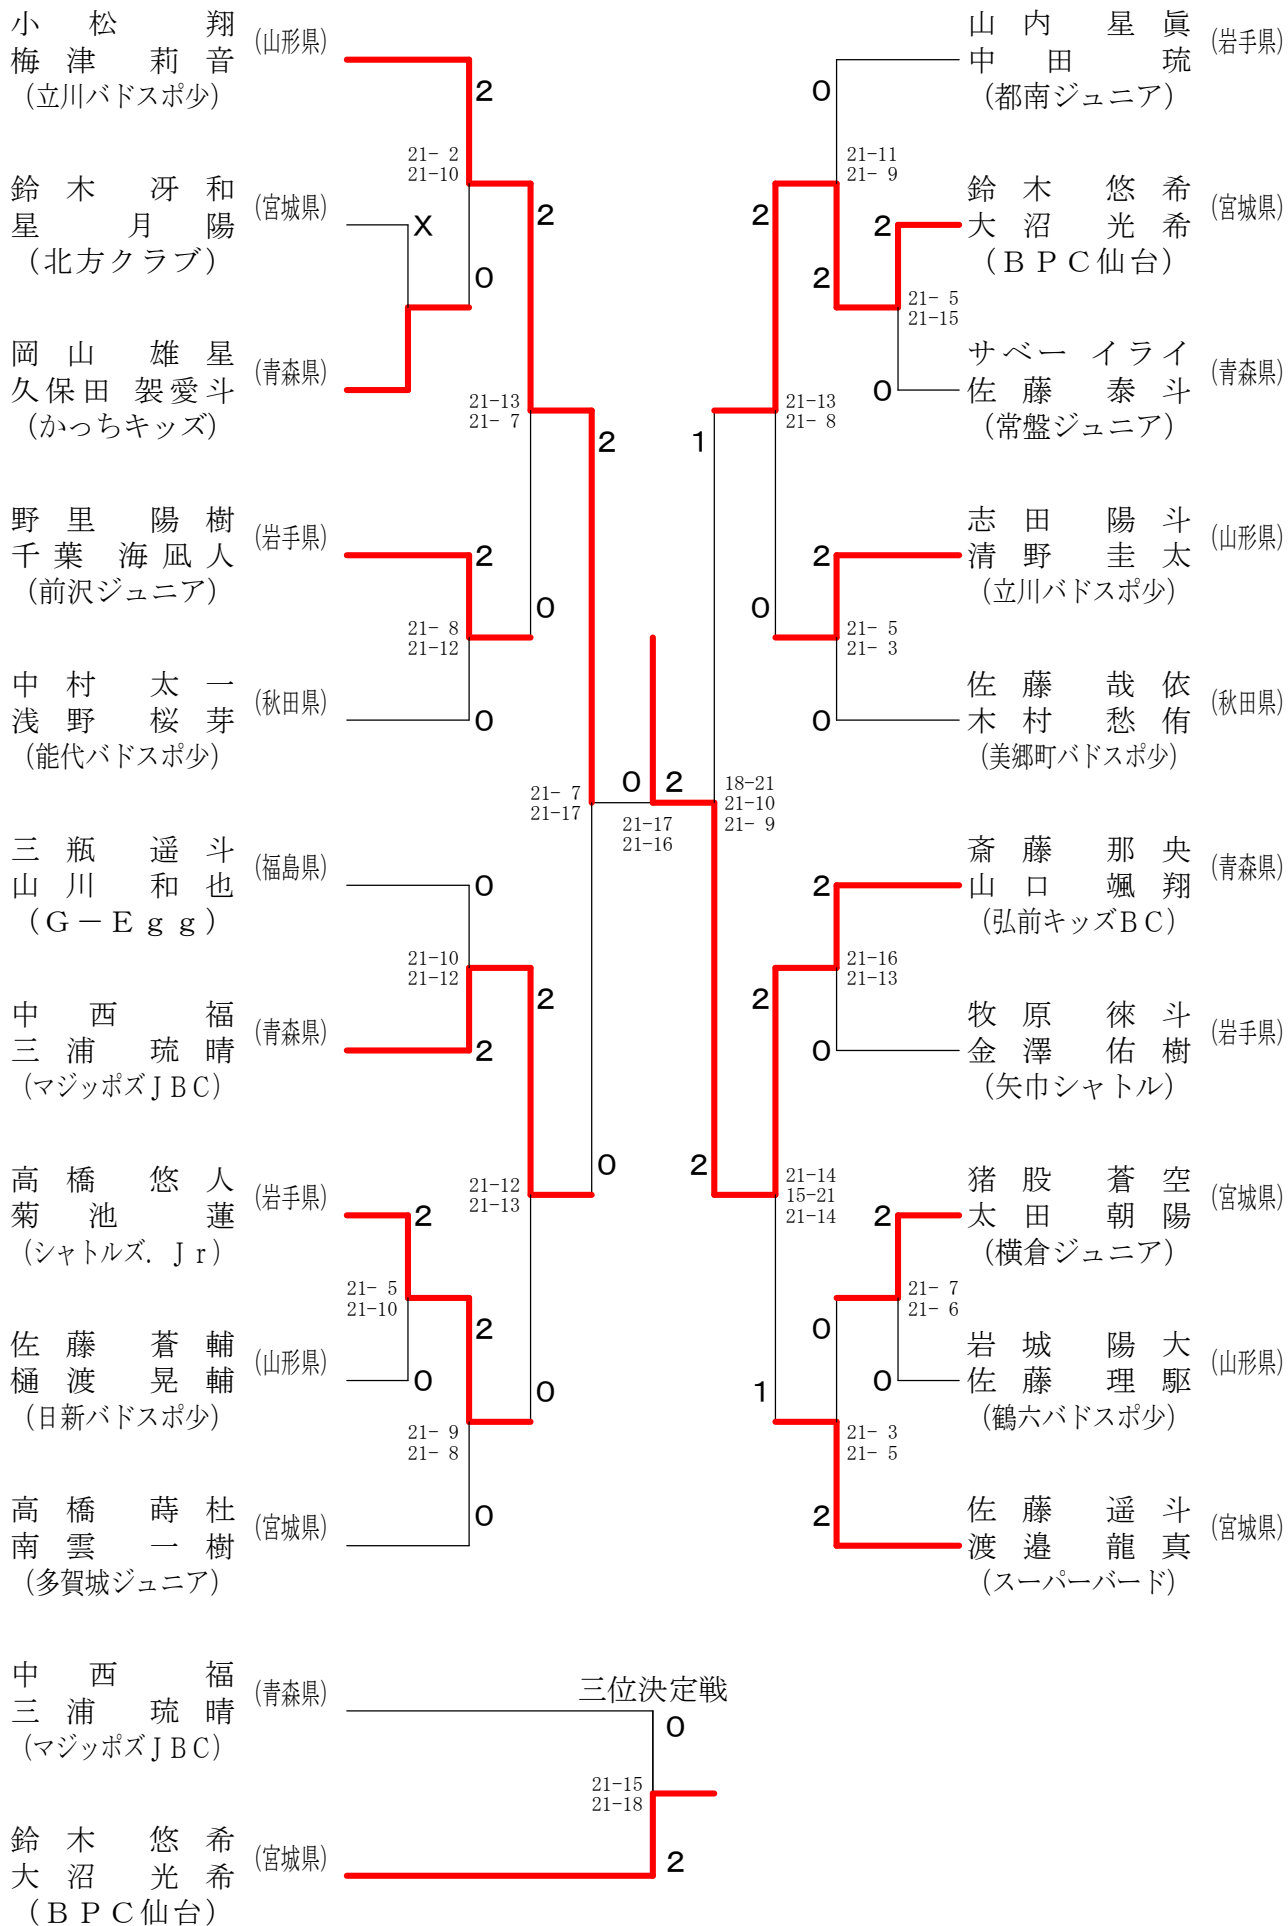 小松 翔
梅津 莉音
(山形県)
(立川バドスポ少)
2
21- 2
21-10
鈴木 冴和
星 月陽
(宮城県)
(北方クラブ)
X
0
2
岡山 雄星
久保田 袈愛斗
(青森県)
(かっちキッズ)
21-13
21- 7
2
野里 陽樹
千葉 海凪人
(岩手県)
(前沢ジュニア)
2
0
21- 8
21-12
中村 太一
浅野 桜芽
(秋田県)
(能代バドスポ少)
0
21- 7
21-17
0
2
21-17
21-16
三瓶 遥斗
山川 和也
(福島県)
(G－Egg)
0
21-10
21-12
2
中西 福
三浦 琉晴
(青森県)
(マジッポズJBC)
2
0
高橋 悠人
菊池 蓮
(岩手県)
(シャトルズ．Jr)
2
21-12
21-13
21- 5
21-10
2
佐藤 蒼輔
樋渡 晃輔
(山形県)
(日新バドスポ少)
0
0
21- 9
21- 8
高橋 蒔杜
南雲 一樹
(宮城県)
(多賀城ジュニア)
0
山内 星眞
中田 琉
(岩手県)
(都南ジュニア)
0
21-11
21- 9
鈴木 悠希
大沼 光希
(宮城県)
(BPC仙台)
2
2
2
21- 5
21-15
サベー イライ
佐藤 泰斗
(青森県)
(常盤ジュニア)
0
21-13
21- 8
1
志田 陽斗
清野 圭太
(山形県)
(立川バドスポ少)
2
0
21- 5
21- 3
佐藤 哉依
木村 愁侑
(秋田県)
(美郷町バドスポ少)
0
18-21
21-10
21- 9
斎藤 那央
山口 颯翔
(青森県)
(弘前キッズBC)
2
21-16
21-13
2
牧原 徠斗
金澤 佑樹
(岩手県)
(矢巾シャトル)
0
2
21-14
15-21
21-14
猪股 蒼空
太田 朝陽
(宮城県)
(横倉ジュニア)
2
21- 7
21- 6
0
岩城 陽大
佐藤 理駆
(山形県)
(鶴六バドスポ少)
0
1
21- 3
21- 5
佐藤 遥斗
渡邉 龍真
(宮城県)
(スーパーバード)
2
三位決定戦
中西 福
三浦 琉晴
(青森県)
(マジッポズJBC)
0
21-15
21-18
鈴木 悠希
大沼 光希
(宮城県)
(BPC仙台)
2